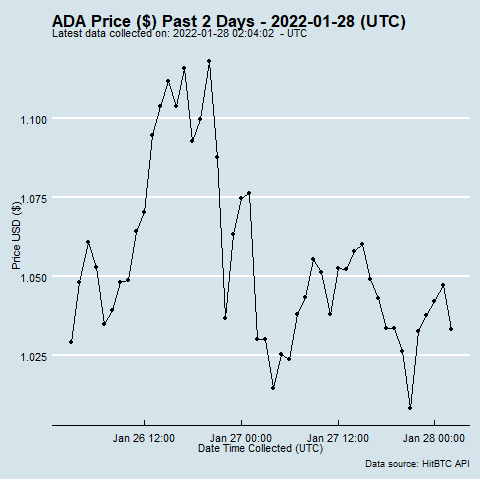 ADA Price ($) Past 2 Days - 2022-01-28 (UTC)
Latest data collected on: 2022-01-28 02:04:02 - UTC
1.100
1.075
1.050
1.025
Price USD ($)
Jan 26 12:00 Jan 27 00:00 Jan 27 12:00 Jan 28 00:00
Date Time Collected (UTC)
Data source: HitBTC API